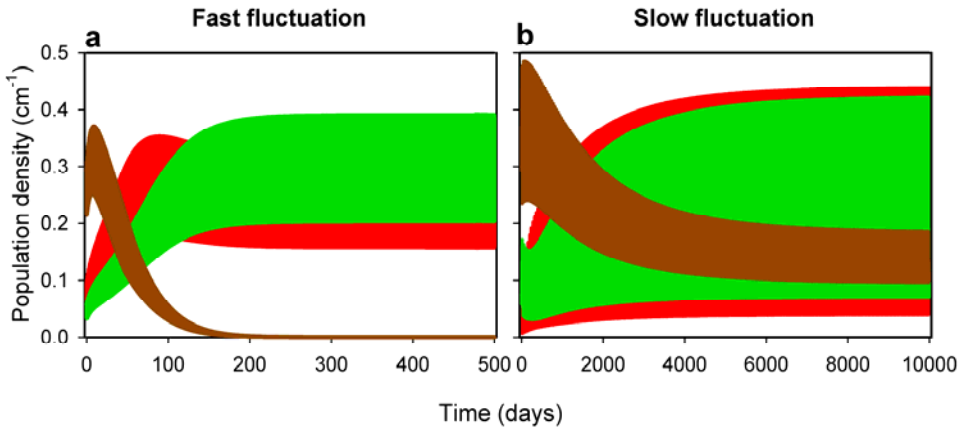 Fast fluctuation
Slow fluctuation
a
b
Population density (cm⁻¹)
0.5
0.4
0.3
0.2
0.1
0.0
0 100 200 300 400 500
0 2000 4000 6000 8000 10000
Time (days)